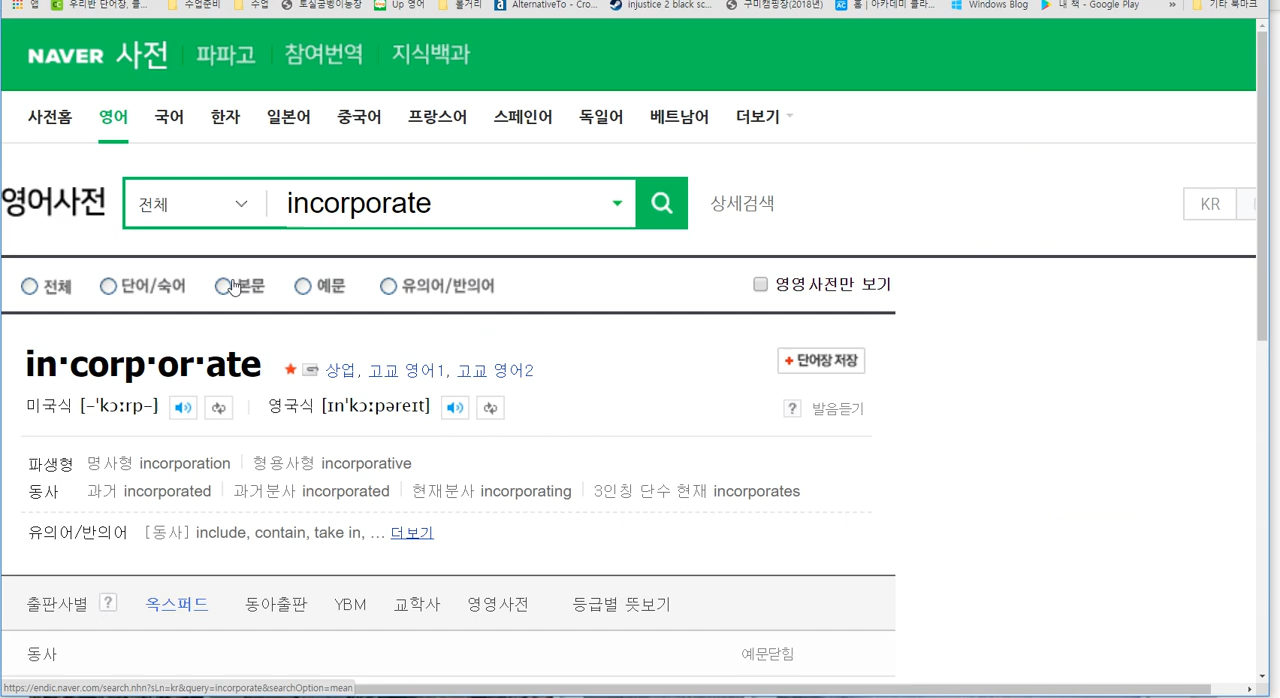 앱 우리반 단어장, 클... 수업준비 수업 토실금방이농장 Up 영어 볼거리 AlternativeTo - Cro... injustice 2 black sc... 구미캠핑장(2018년) 홈 | 아카데미 클라... Windows Blog 내 책 - Google Play » 기타 북마크
NAVER 사전 파파고 참여번역 지식백과
사전홈 영어 국어 한자 일본어 중국어 프랑스어 스페인어 독일어 베트남어 더보기
영어사전 전체 incorporate 상세검색 KR
전체 단어/숙어 본문 예문 유의어/반의어 영영사전만 보기
in·corp·or·ate 상업, 고교 영어1, 고교 영어2 + 단어장 저장
미국식 [-ˈkɔːrp-] 영국식 [ɪnˈkɔːpəreɪt] ? 발음듣기
파생형 명사형 incorporation 형용사형 incorporative
동사 과거 incorporated 과거분사 incorporated 현재분사 incorporating 3인칭 단수 현재 incorporates
유의어/반의어 [동사] include, contain, take in, … 더보기
출판사별 ? 옥스퍼드 동아출판 YBM 교학사 영영사전 등급별 뜻보기
동사 예문닫힘
https://endic.naver.com/search.nhn?sLn=kr&query=incorporate&searchOption=mean